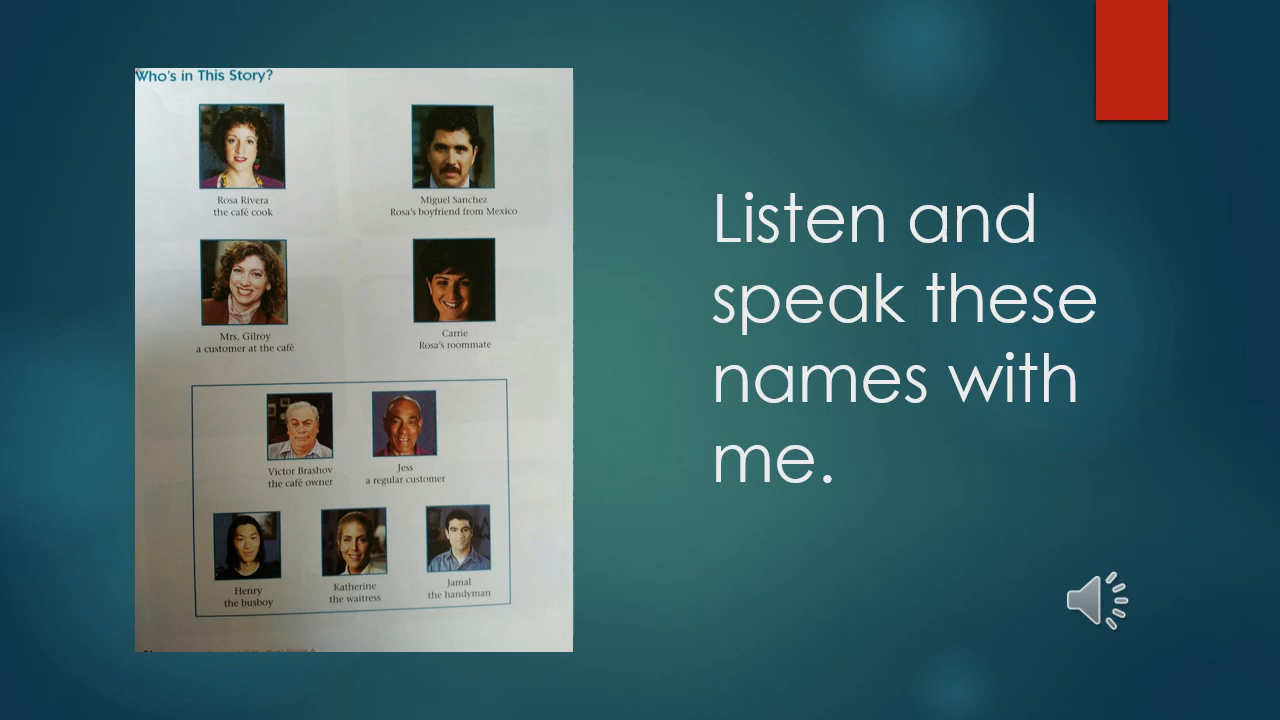 Who's in This Story?
Rosa Rivera
the café cook
Miguel Sanchez
Rosa's boyfriend from Mexico
Mrs. Gilroy
a customer at the café
Carrie
Rosa's roommate
Victor Brashov
the café owner
Jess
a regular customer
Henry
the busboy
Katherine
the waitress
Jamal
the handyman
Listen and
speak these
names with
me.